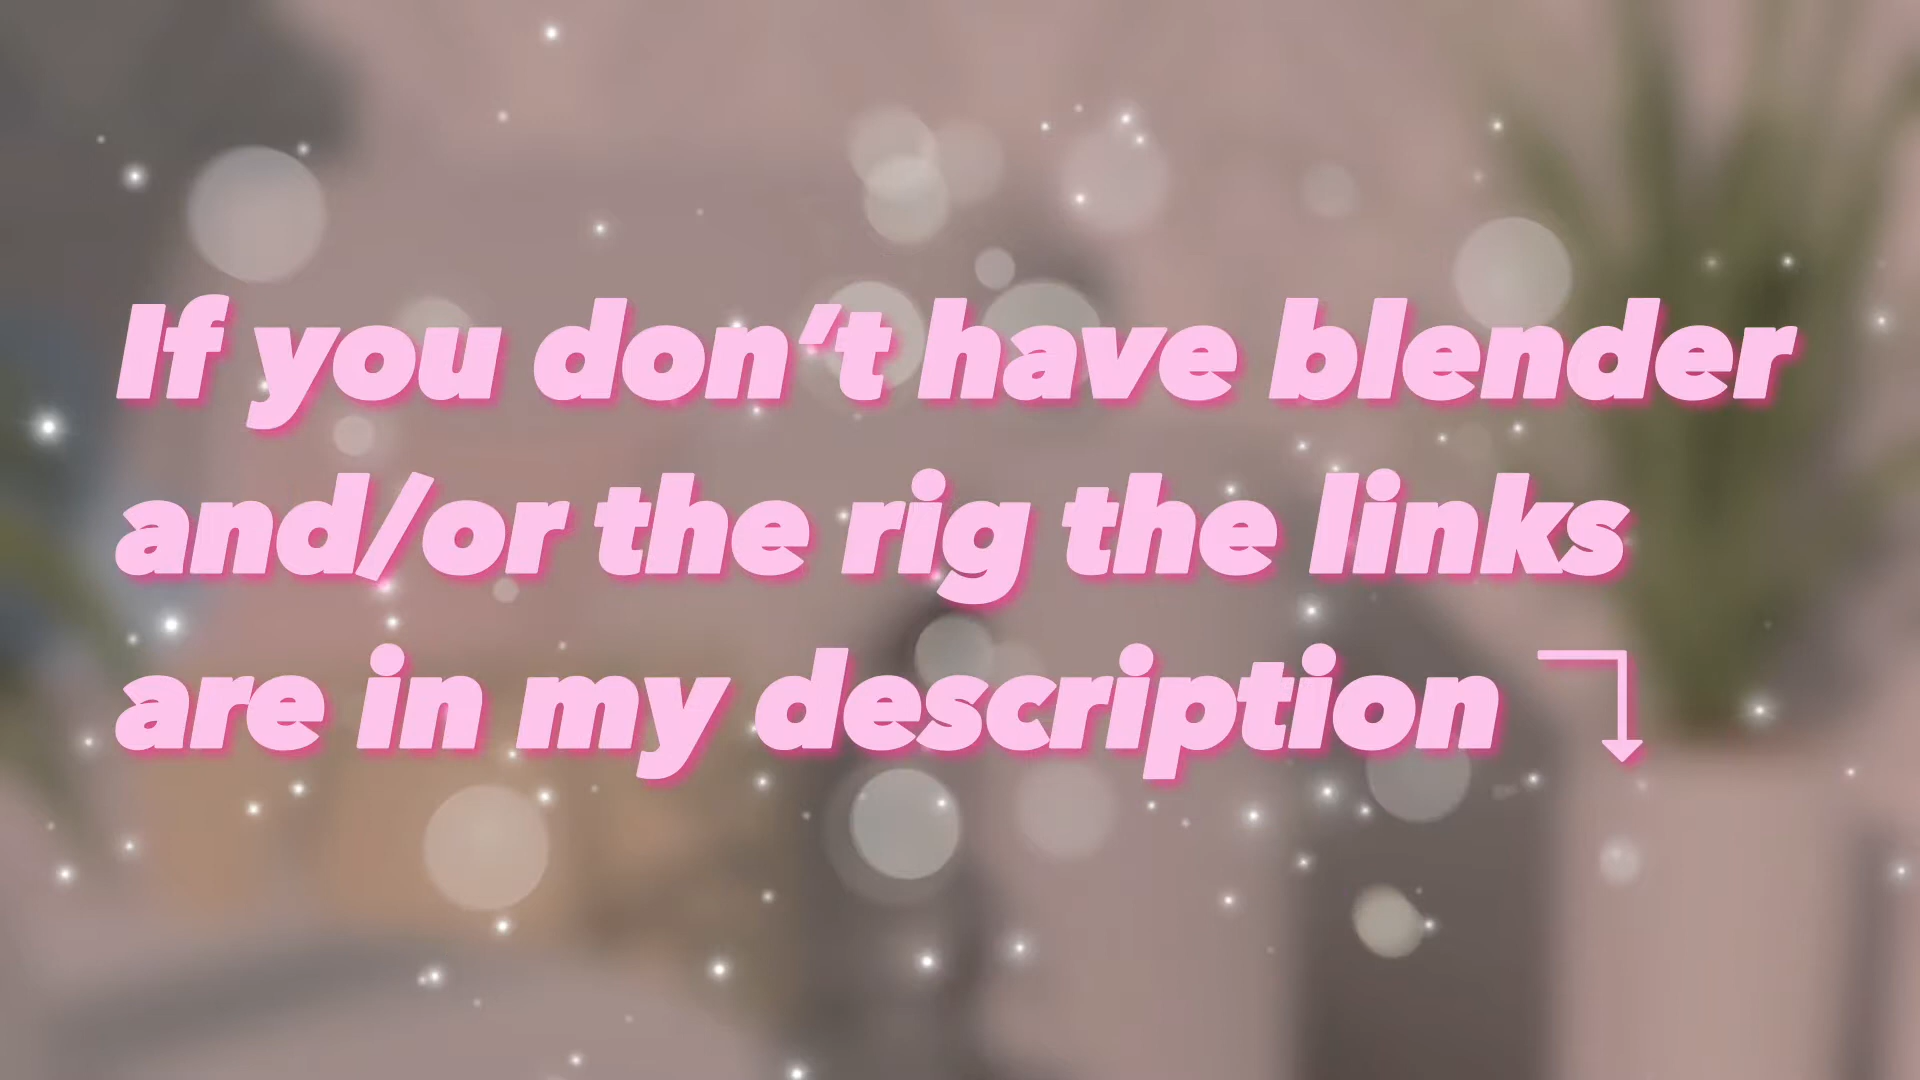 If you don't have blender
and/or the rig the links
are in my description